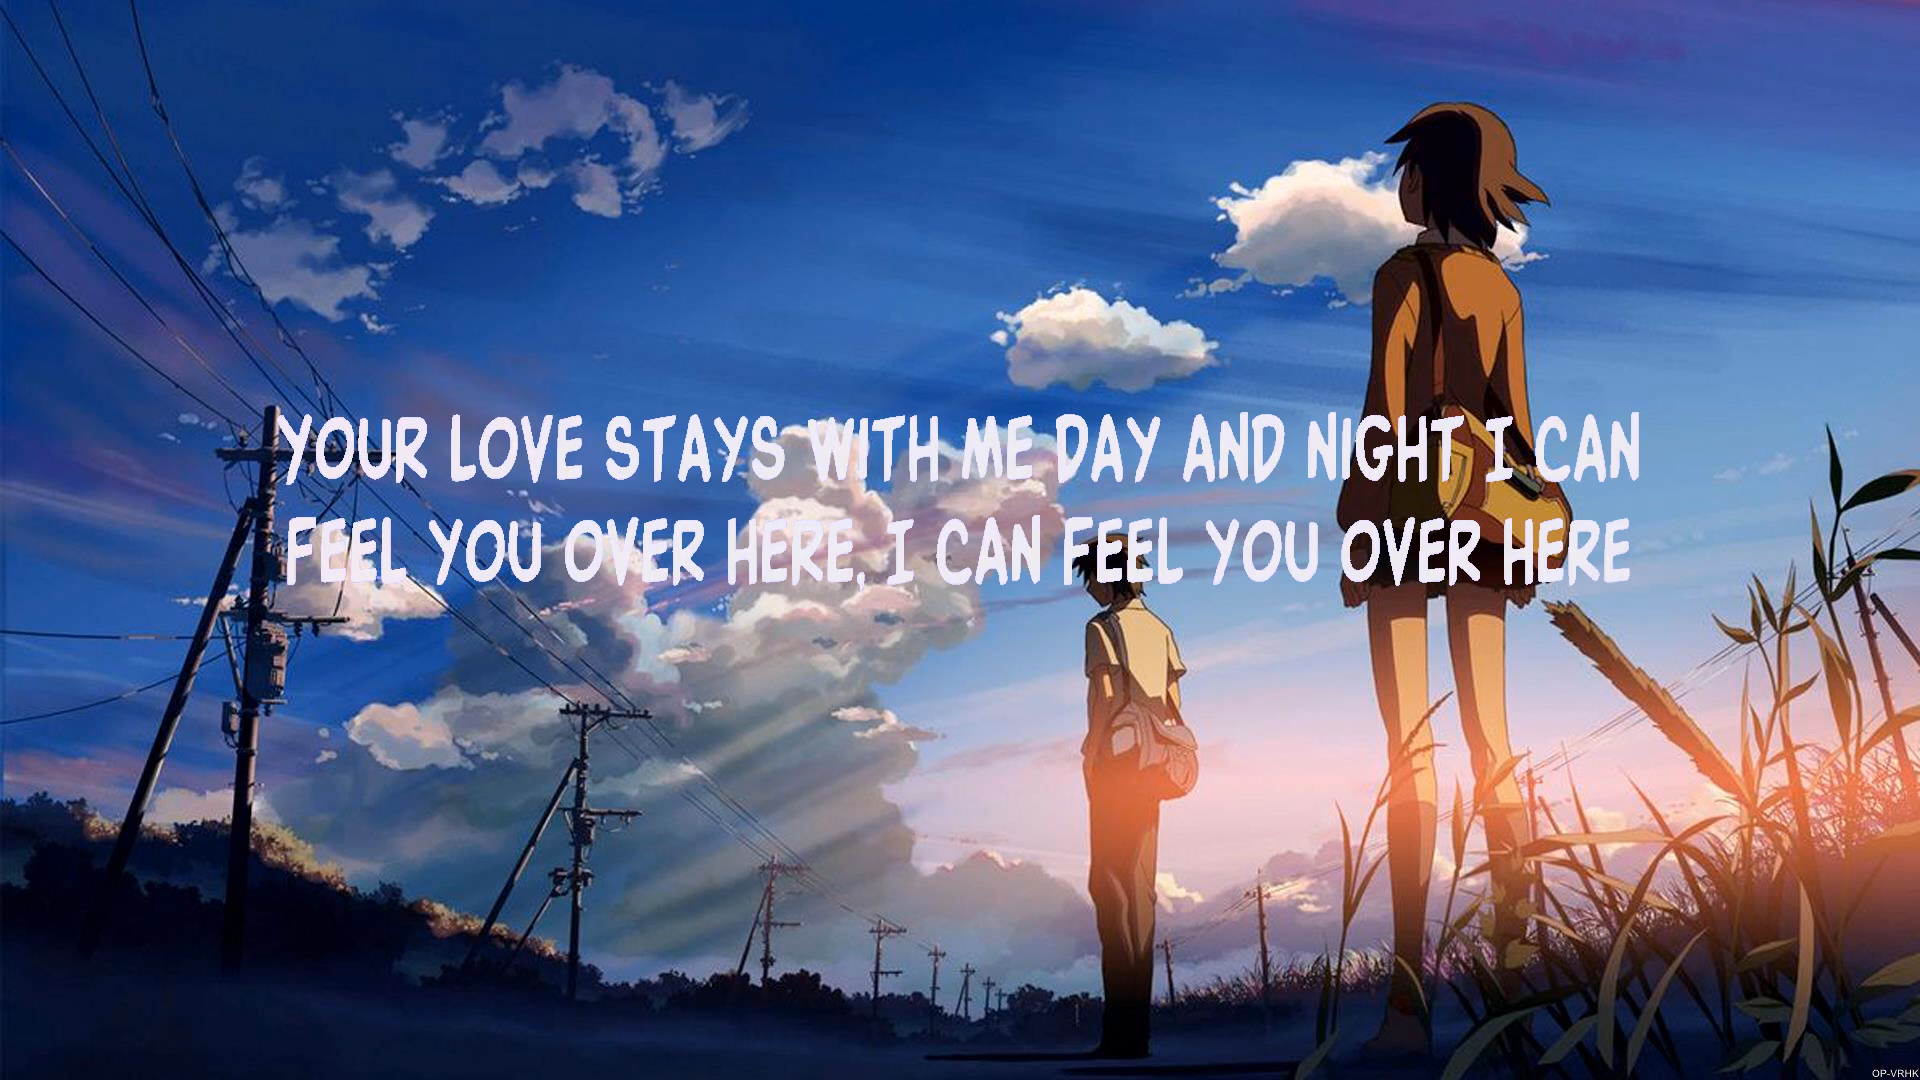 YOUR LOVE STAYS WITH ME DAY AND NIGHT I CAN
FEEL YOU OVER HERE, I CAN FEEL YOU OVER HERE
OP-VRHK